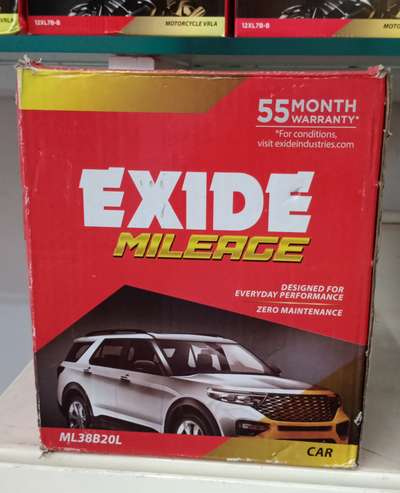 12XL7B-B
MOTORCYCLE VRLA
12XL7B-B
55 MONTH
WARRANTY*
*For conditions,
visit exideindustries.com
EXIDE
MILEAGE
DESIGNED FOR
EVERYDAY PERFORMANCE
ZERO MAINTENANCE
ML38B20L
CAR